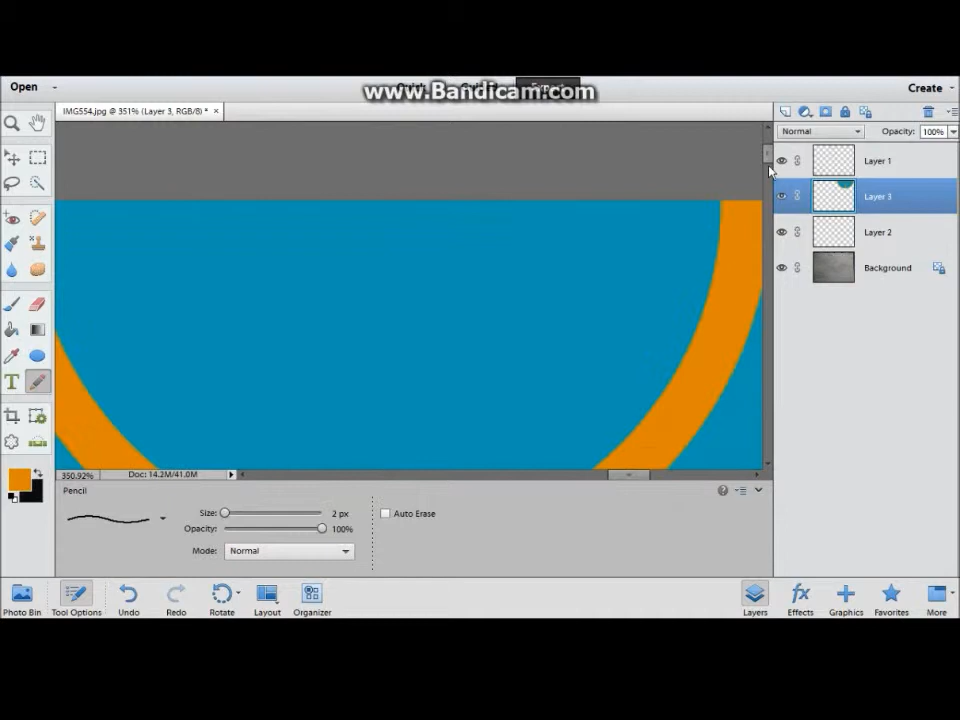 www.Bandicam.com
Open
Create
IMG554.jpg @ 351% (Layer 3, RGB/8) * ×
Normal
Opacity: 100%
Layer 1
Layer 3
Layer 2
Background
T
350.92% Doc: 14.2M/41.0M
Pencil
Size: 2 px
Auto Erase
Opacity: 100%
Mode: Normal
Photo Bin
Tool Options
Undo
Redo
Rotate
Layout
Organizer
Layers
fx
Effects
Graphics
Favorites
More